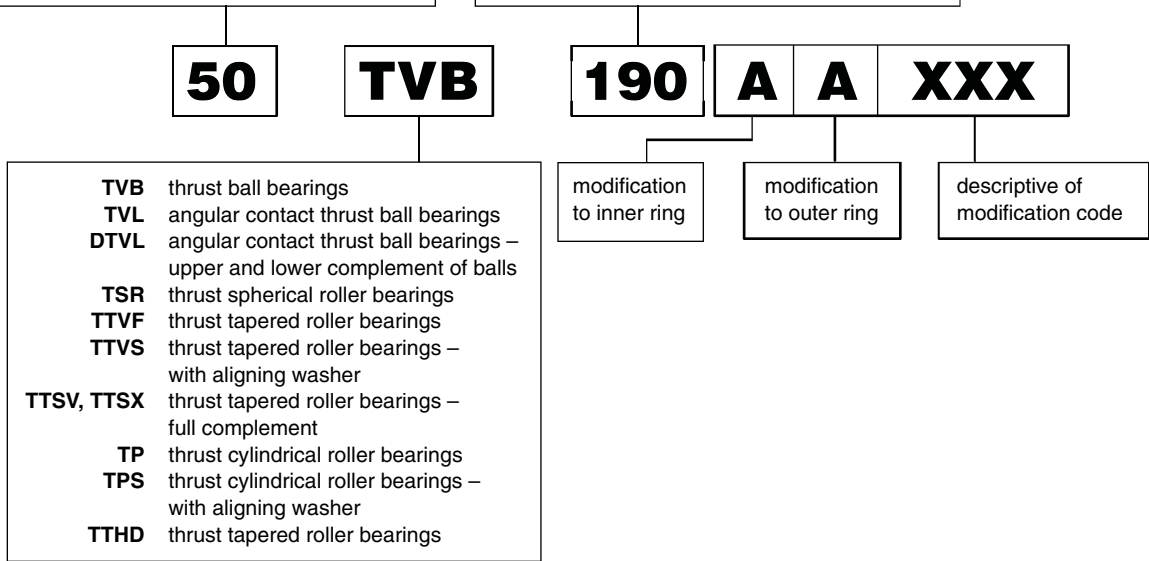 50 TVB 190 A A XXX
TVB thrust ball bearings
TVL angular contact thrust ball bearings
DTVL angular contact thrust ball bearings –
upper and lower complement of balls
TSR thrust spherical roller bearings
TTVF thrust tapered roller bearings
TTVS thrust tapered roller bearings –
with aligning washer
TTSV, TTSX thrust tapered roller bearings –
full complement
TP thrust cylindrical roller bearings
TPS thrust cylindrical roller bearings –
with aligning washer
TTHD thrust tapered roller bearings
modification
to inner ring
modification
to outer ring
descriptive of
modification code